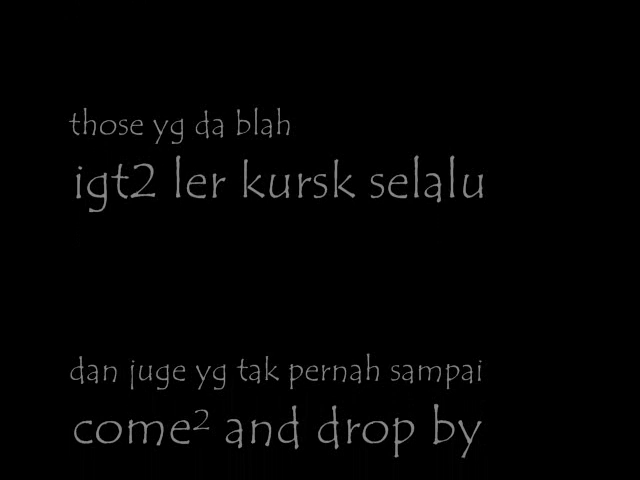 those yg da blah
igt2 ler kursk selalu
dan juge yg tak pernah sampai
come² and drop by